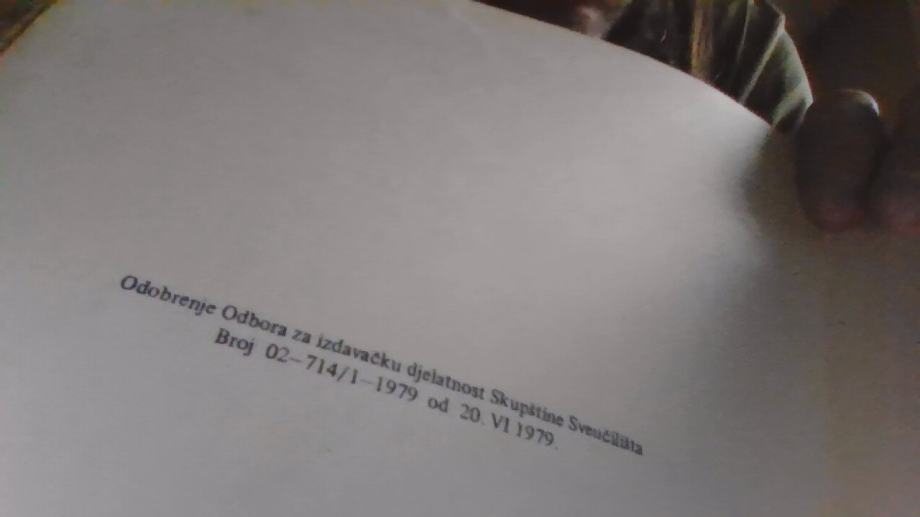 Odobrenje Odbora za izdavačku djelatnost Skupštine Sveučilišta
Broj 02–714/1–1979 od 20. VI 1979.